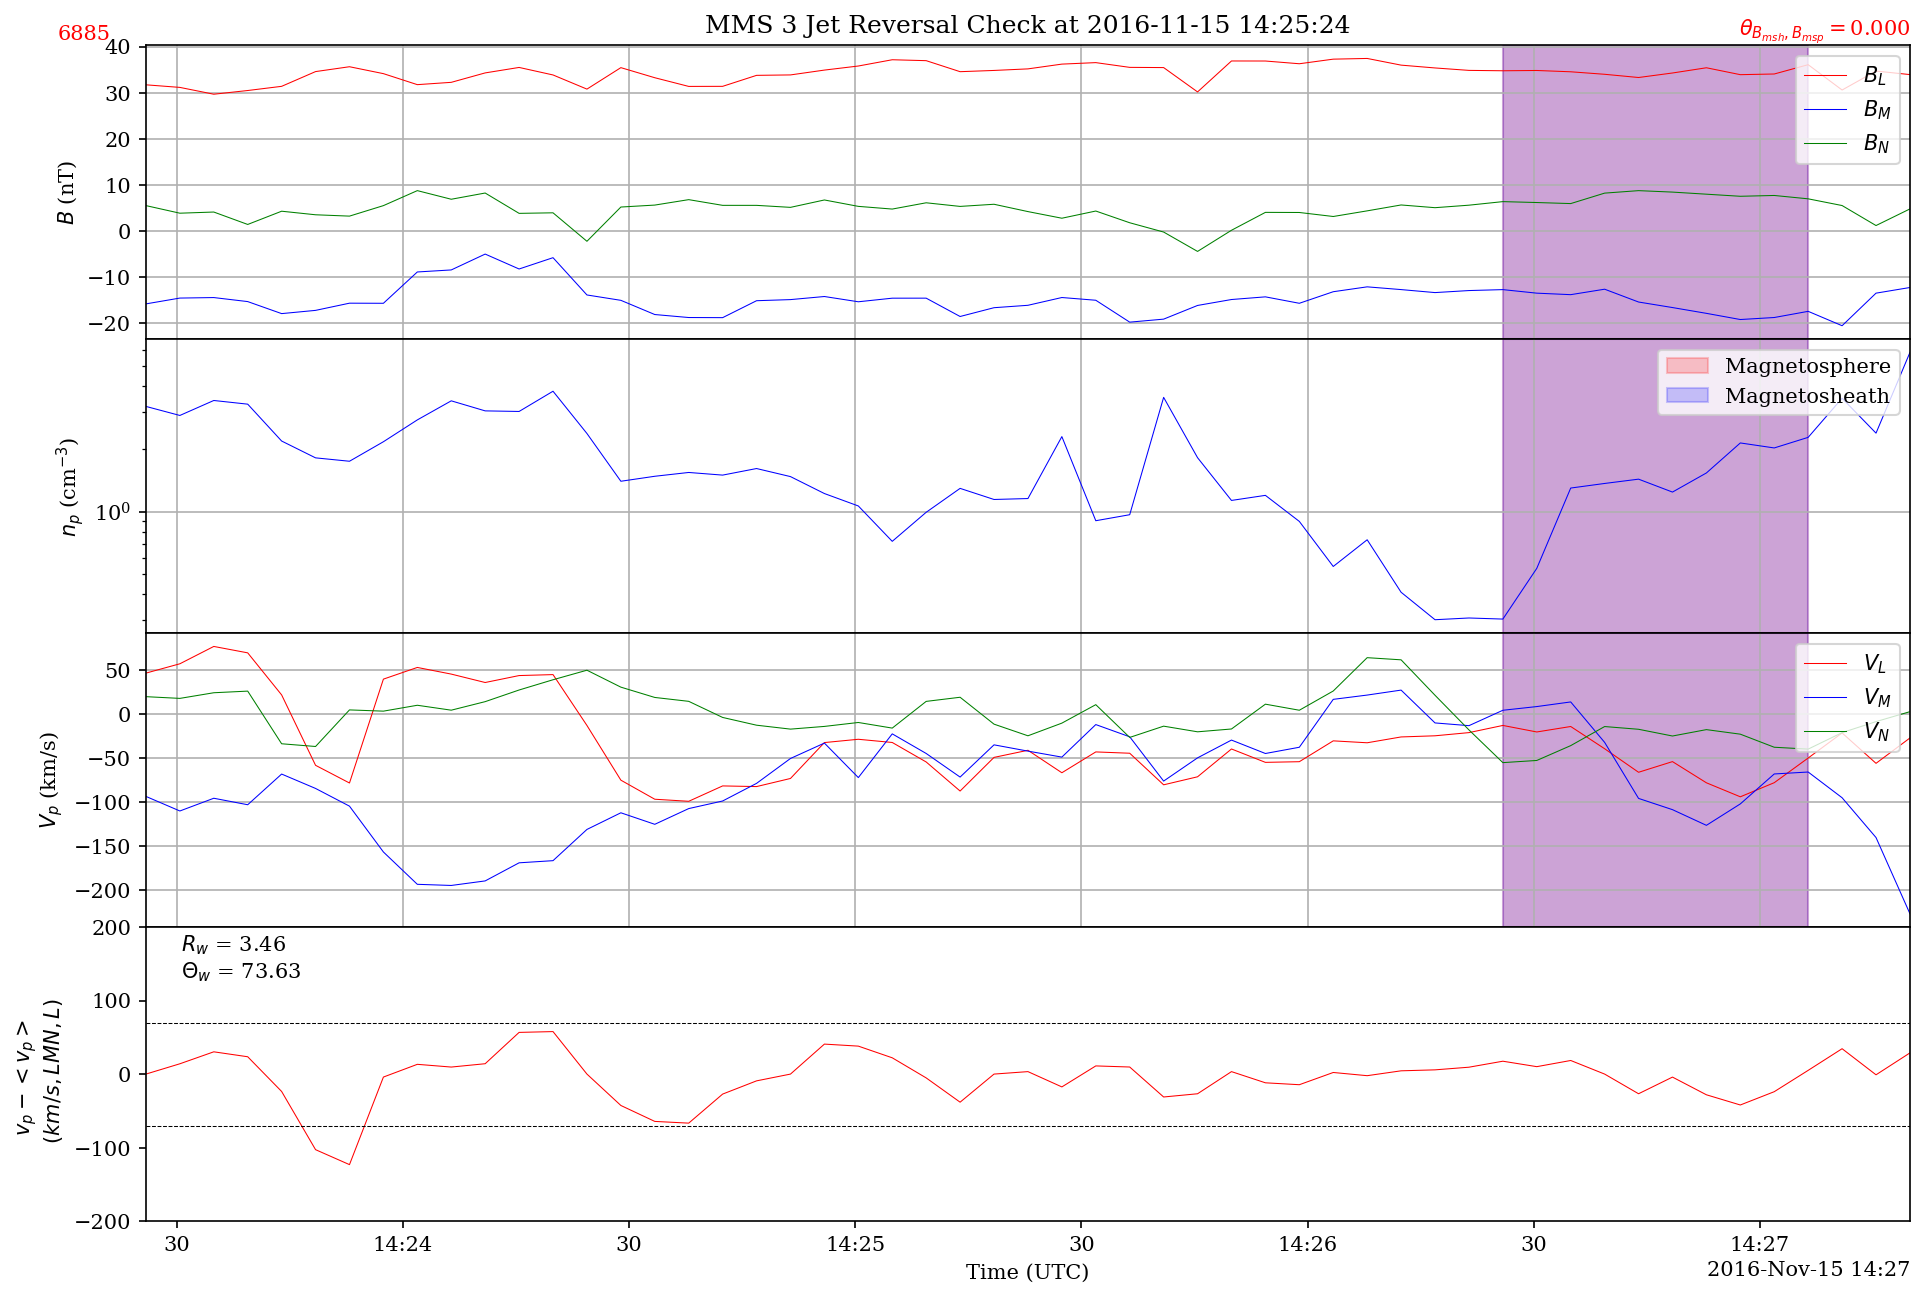 MMS 3 Jet Reversal Check at 2016-11-15 14:25:24
6885
θ_{B_{msh}, B_{msp}} = 0.000
40
30
20
10
0
−10
−20
B (nT)
B_L
B_M
B_N
10^0
n_p (cm^{−3})
Magnetosphere
Magnetosheath
50
0
−50
−100
−150
−200
V_p (km/s)
V_L
V_M
V_N
200
100
0
−100
−200
v_p − < v_p >
(km/s, LMN, L)
R_w = 3.46
Θ_w = 73.63
30 14:24 30 14:25 30 14:26 30 14:27
Time (UTC)
2016-Nov-15 14:27